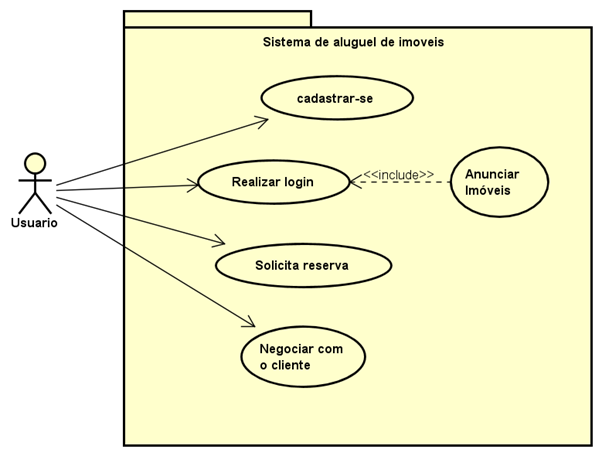 Sistema de aluguel de imoveis
cadastrar-se
Realizar login
<<include>>
Anunciar
Imóveis
Usuario
Solicita reserva
Negociar com
o cliente